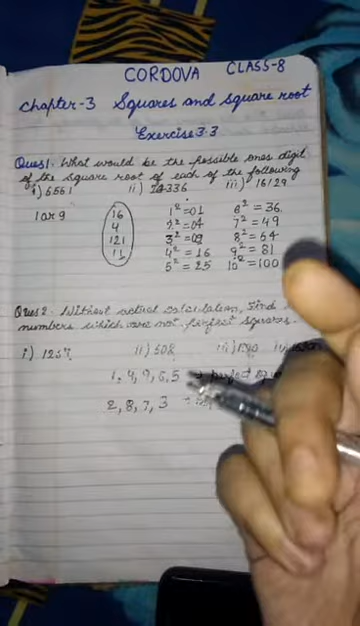 CORDOVA CLASS-8
Chapter-3 Squares and square root
Exercise 3.3
Ques1. What would be the possible ones digit
of the square root of each of the following
i) 6561 ii) 24336 iii) 16129
1 or 9
16
4
121
11
1² = 01 6² = 36
2² = 04 7² = 49
3² = 09 8² = 64
4² = 16 9² = 81
5² = 25 10² = 100
Ques2. Without actual calculation, find
numbers which are not perfect squares.
i) 1257 ii) 508 iii)
1, 4, 9, 6, 5 → perfect
2, 8, 7, 3